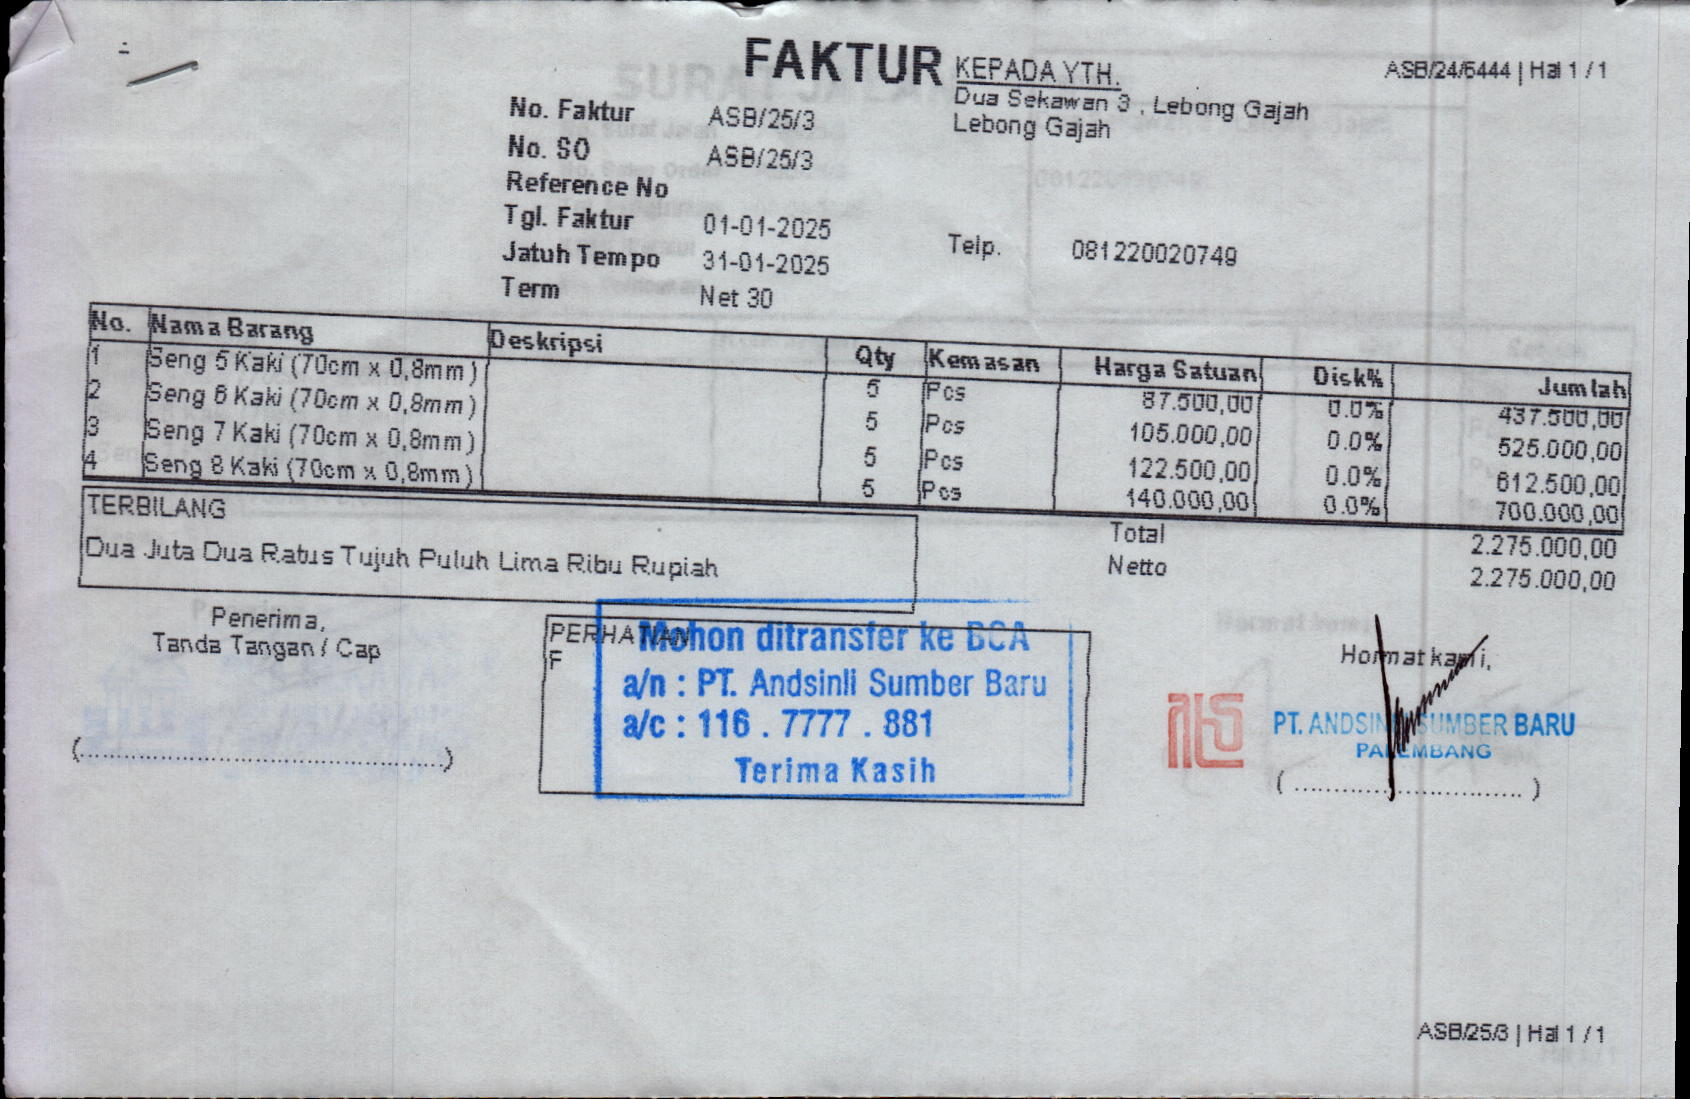 FAKTUR
KEPADA YTH.
ASB/24/6444 | Hal 1 / 1
Dua Sekawan 3 , Lebong Gajah
Lebong Gajah
No. Faktur ASB/25/3
No. SO ASB/25/3
Reference No
Tgl. Faktur 01-01-2025
Telp. 081220020749
Jatuh Tempo 31-01-2025
Term Net 30
No. Nama Barang Deskripsi Qty Kemasan Harga Satuan Disk% Jumlah
1 Seng 5 Kaki (70cm x 0,8mm) 5 Pcs 87.500,00 0.0% 437.500,00
2 Seng 6 Kaki (70cm x 0,8mm) 5 Pcs 105.000,00 0.0% 525.000,00
3 Seng 7 Kaki (70cm x 0,8mm) 5 Pcs 122.500,00 0.0% 612.500,00
4 Seng 8 Kaki (70cm x 0,8mm) 5 Pcs 140.000,00 0.0% 700.000,00
TERBILANG
Dua Juta Dua Ratus Tujuh Puluh Lima Ribu Rupiah
Total 2.275.000,00
Netto 2.275.000,00
Penerima,
Tanda Tangan / Cap
(..................................................)
PERHATIAN
F
Mohon ditransfer ke BCA
a/n : PT. Andsinli Sumber Baru
a/c : 116 . 7777 . 881
Terima Kasih
Hormat kami,
PT. ANDSINLI SUMBER BARU
PALEMBANG
( ................................ )
ASB/25/3 | Hal 1 / 1